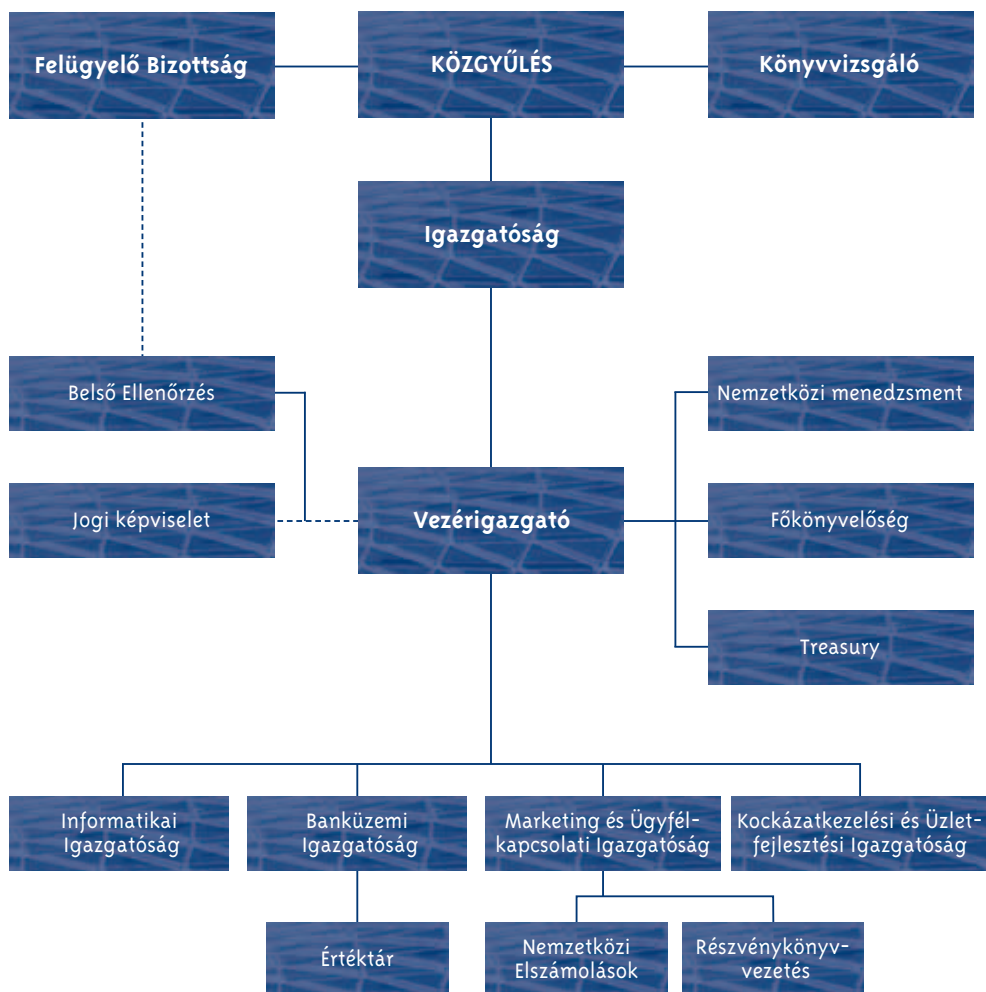 Felügyelő Bizottság
KÖZGYŰLÉS
Könyvvizsgáló
Igazgatóság
Belső Ellenőrzés
Nemzetközi menedzsment
Jogi képviselet
Vezérigazgató
Főkönyvelőség
Treasury
Informatikai
Igazgatóság
Banküzemi
Igazgatóság
Marketing és Ügyfél-
kapcsolati Igazgatóság
Kockázatkezelési és Üzlet-
fejlesztési Igazgatóság
Értéktár
Nemzetközi
Elszámolások
Részvénykönyv-
vezetés